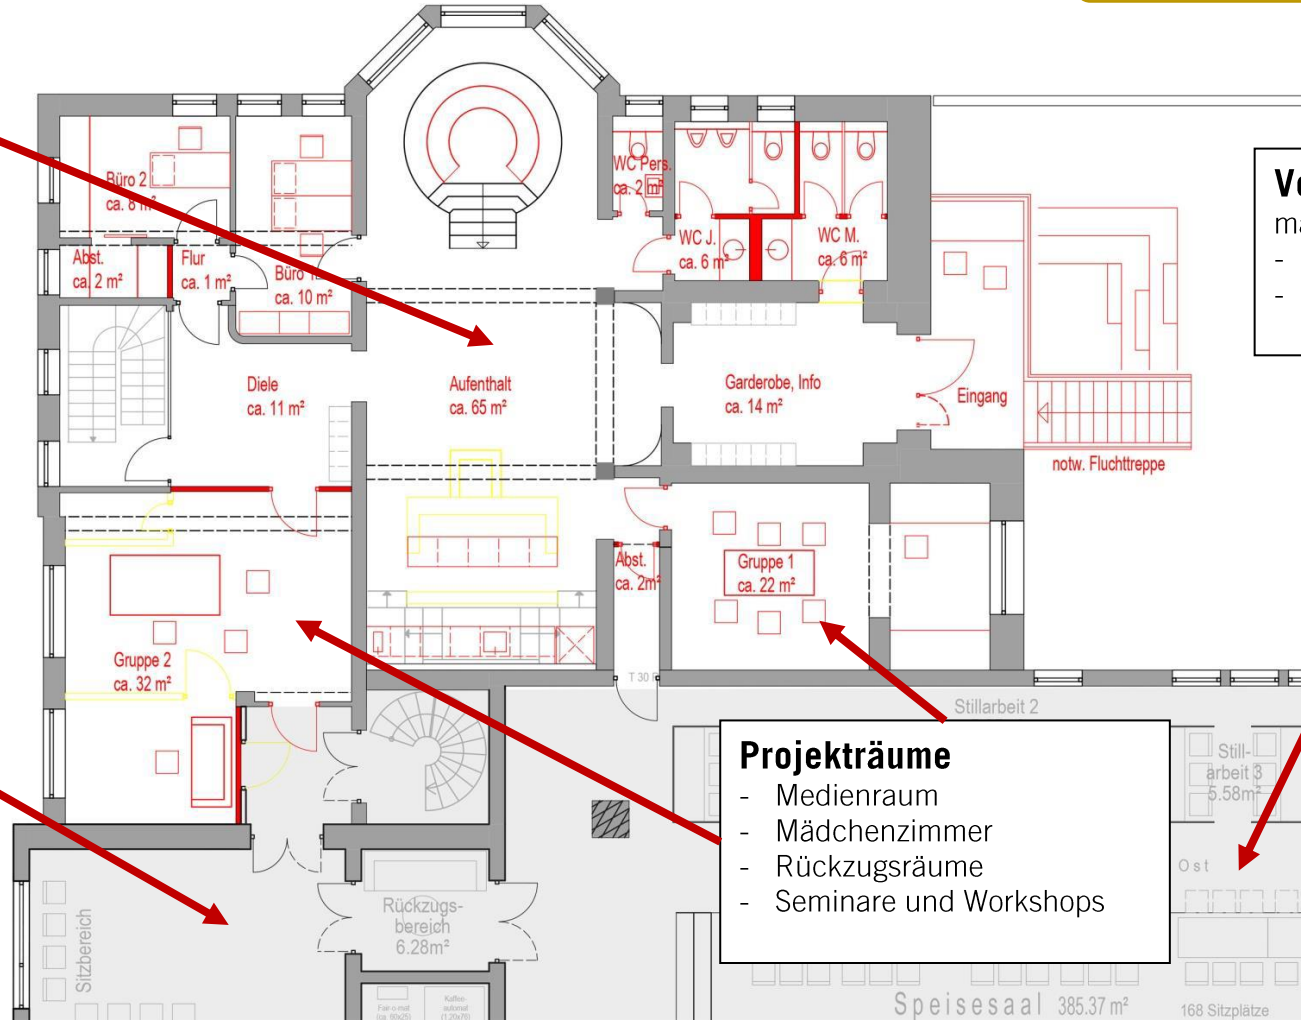 Büro 2
ca. 8 m²
Abst.
ca. 2 m²
Flur
ca. 1 m²
Büro 1
ca. 10 m²
WC Pers.
ca. 2 m²
WC J.
ca. 6 m²
WC M.
ca. 6 m²
Diele
ca. 11 m²
Aufenthalt
ca. 65 m²
Garderobe, Info
ca. 14 m²
Eingang
notw. Fluchttreppe
Abst.
ca. 2m²
Gruppe 1
ca. 22 m²
Gruppe 2
ca. 32 m²
T 30
Stillarbeit 2
Still-
arbeit 3
5.58m²
Projekträume
- Medienraum
- Mädchenzimmer
- Rückzugsräume
- Seminare und Workshops
Ost
Rückzugs-
bereich
6.28m²
Sitzbereich
Speisesaal 385.37 m²
168 Sitzplätze